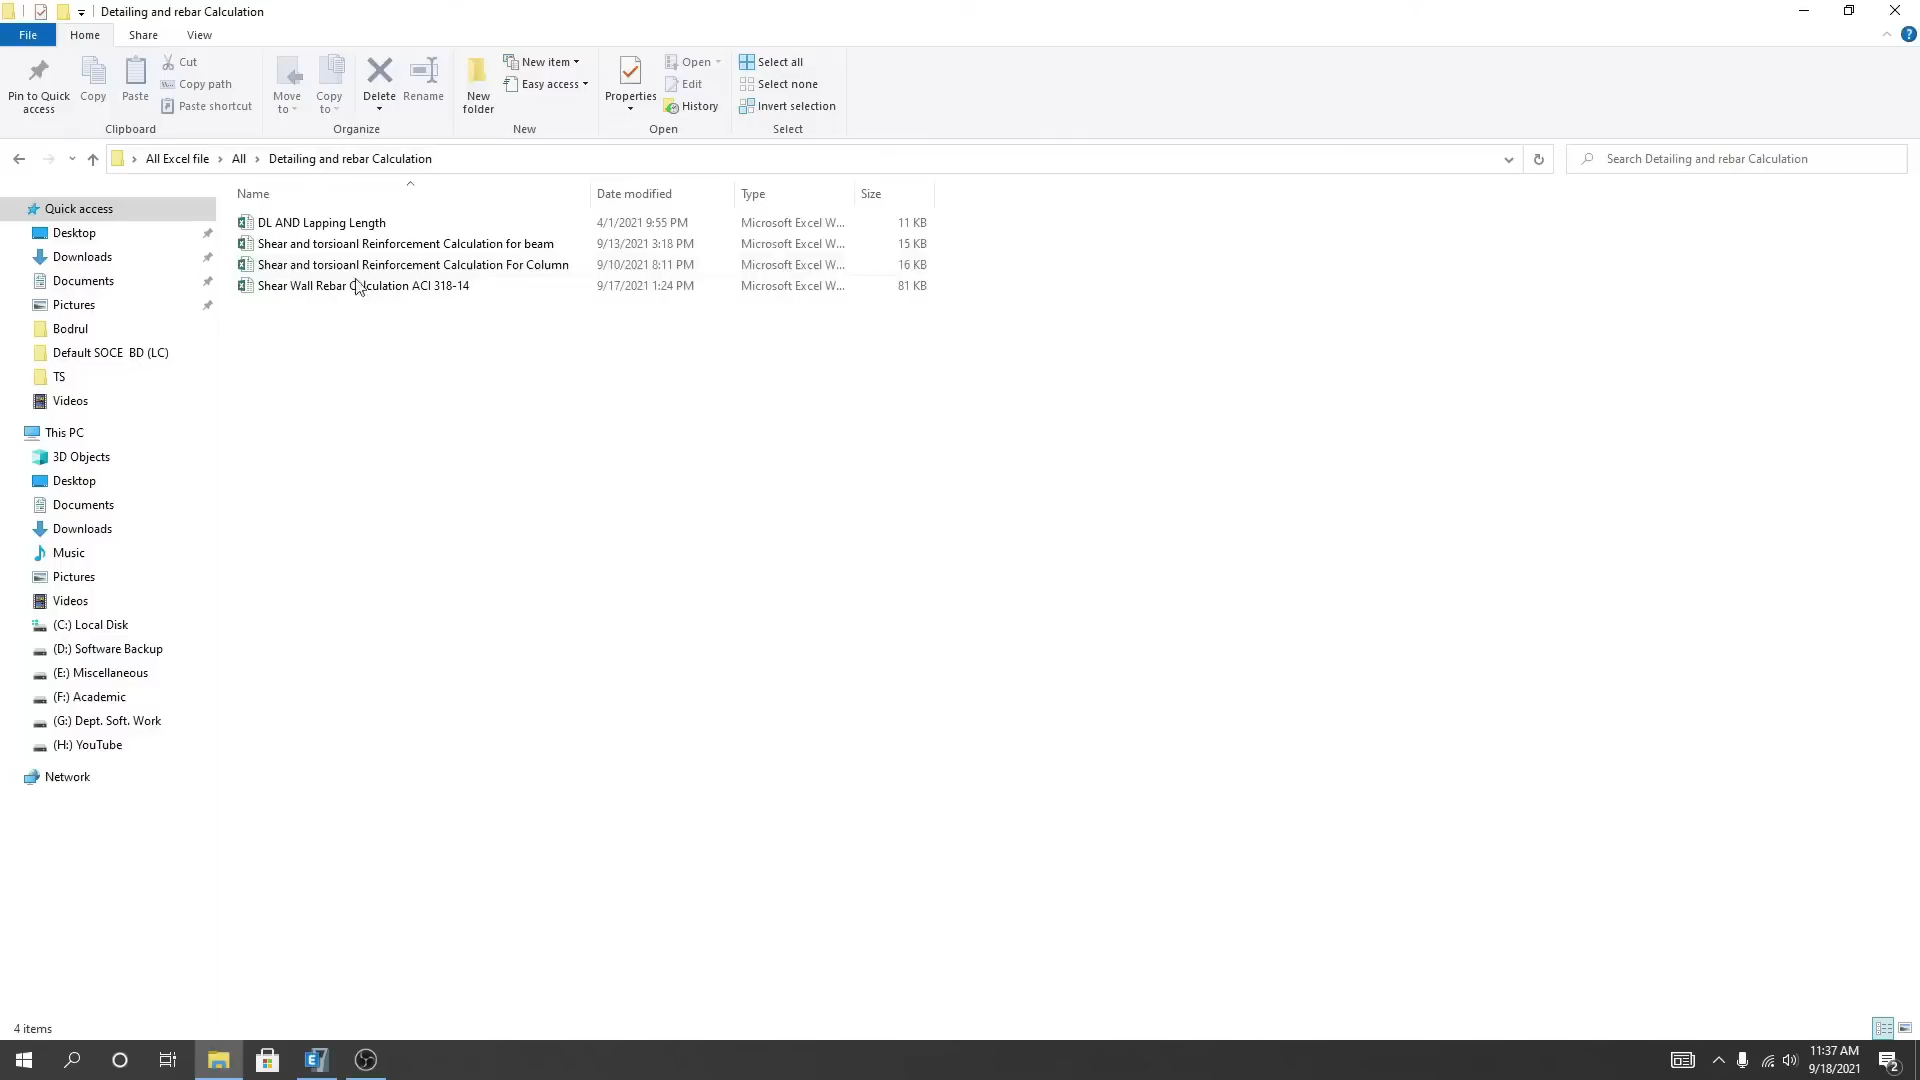 Detailing and rebar Calculation
File Home Share View
Pin to Quick access
Copy
Paste
Cut
Copy path
Paste shortcut
Clipboard
Move to
Copy to
Delete
Rename
Organize
New folder
New item
Easy access
New
Properties
Open
Edit
History
Open
Select all
Select none
Invert selection
Select
All Excel file › All › Detailing and rebar Calculation
Search Detailing and rebar Calculation
Name Date modified Type Size
DL AND Lapping Length 4/1/2021 9:55 PM Microsoft Excel W... 11 KB
Shear and torsioanl Reinforcement Calculation for beam 9/13/2021 3:18 PM Microsoft Excel W... 15 KB
Shear and torsioanl Reinforcement Calculation For Column 9/10/2021 8:11 PM Microsoft Excel W... 16 KB
Shear Wall Rebar Calculation ACI 318-14 9/17/2021 1:24 PM Microsoft Excel W... 81 KB
Quick access
Desktop
Downloads
Documents
Pictures
Bodrul
Default SOCE BD (LC)
TS
Videos
This PC
3D Objects
Desktop
Documents
Downloads
Music
Pictures
Videos
(C:) Local Disk
(D:) Software Backup
(E:) Miscellaneous
(F:) Academic
(G:) Dept. Soft. Work
(H:) YouTube
Network
4 items
11:37 AM
9/18/2021
2